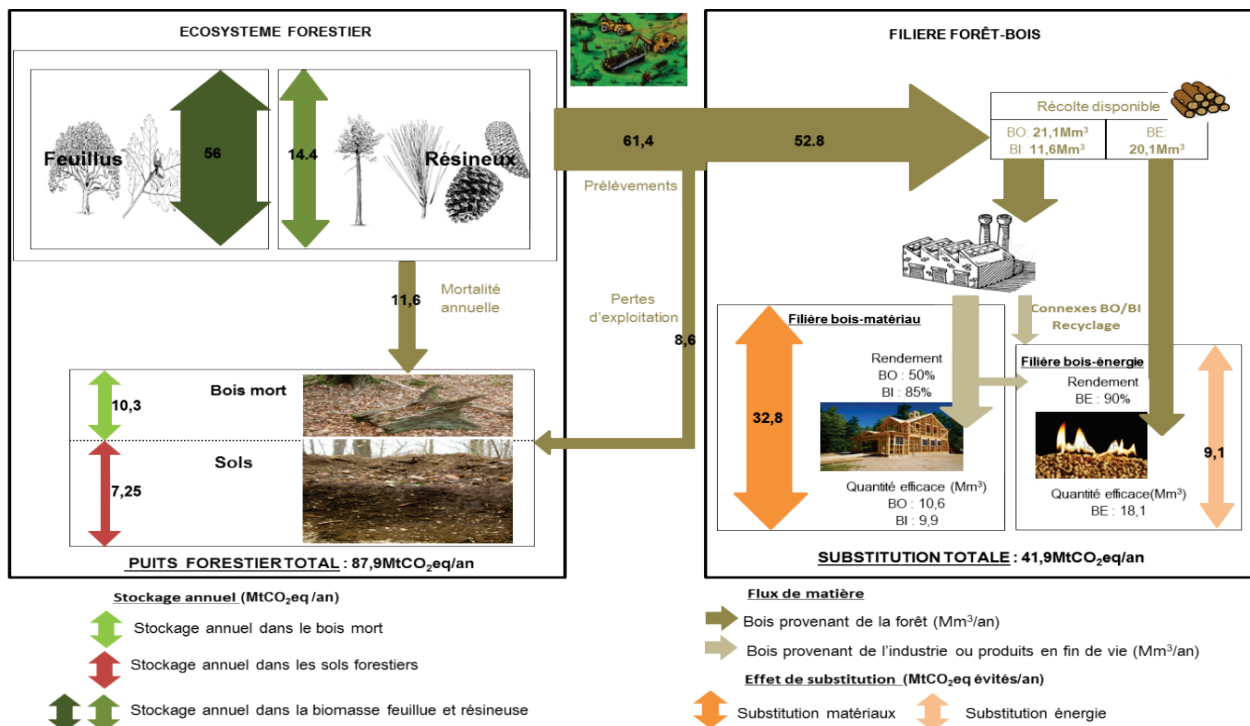 ECOSYSTEME FORESTIER
Feuillus
56
14.4
Résineux
11,6
Mortalité
annuelle
10,3
Bois mort
7,25
Sols
PUITS FORESTIER TOTAL : 87,9MtCO₂eq/an
61,4
52.8
Prélèvements
Pertes
d'exploitation
8,6
FILIERE FORÊT-BOIS
Récolte disponible
BO: 21,1Mm³
BI: 11,6Mm³
BE:
20,1Mm³
Connexes BO/BI
Recyclage
Filière bois-matériau
32,8
Rendement
BO : 50%
BI : 85%
Quantité efficace (Mm³)
BO : 10,6
BI : 9,9
Filière bois-énergie
Rendement
BE : 90%
9,1
Quantité efficace(Mm³)
BE : 18,1
SUBSTITUTION TOTALE : 41,9MtCO₂eq/an
Stockage annuel (MtCO₂eq /an)
Stockage annuel dans le bois mort
Stockage annuel dans les sols forestiers
Stockage annuel dans la biomasse feuillue et résineuse
Flux de matière
Bois provenant de la forêt (Mm³/an)
Bois provenant de l'industrie ou produits en fin de vie (Mm³/an)
Effet de substitution (MtCO₂eq évités/an)
Substitution matériaux
Substitution énergie